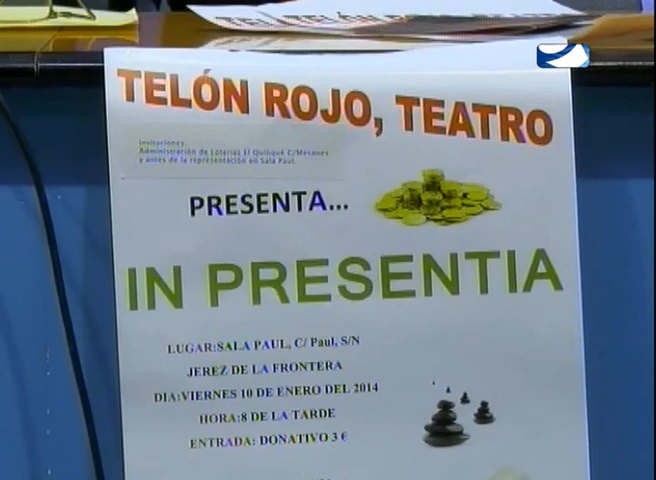 TELÓN ROJO, TEATRO
Invitaciones:
Administración de Loterías El Quinqué C/Mesones
y antes de la representación en Sala Paul.
PRESENTA...
IN PRESENTIA
LUGAR:SALA PAUL, C/ Paul, S/N
JEREZ DE LA FRONTERA
DIA:VIERNES 10 DE ENERO DEL 2014
HORA:8 DE LA TARDE
ENTRADA: DONATIVO 3 €